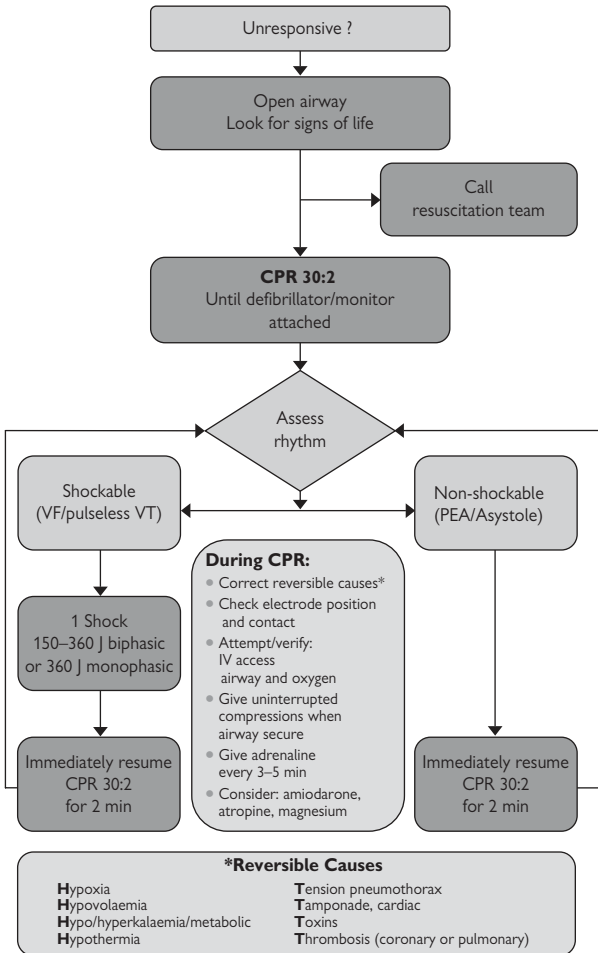 Unresponsive ?
Open airway
Look for signs of life
Call
resuscitation team
CPR 30:2
Until defibrillator/monitor
attached
Assess
rhythm
Shockable
(VF/pulseless VT)
Non-shockable
(PEA/Asystole)
1 Shock
150–360 J biphasic
or 360 J monophasic
Immediately resume
CPR 30:2
for 2 min
During CPR:
• Correct reversible causes*
• Check electrode position
and contact
• Attempt/verify:
IV access
airway and oxygen
• Give uninterrupted
compressions when
airway secure
• Give adrenaline
every 3–5 min
• Consider: amiodarone,
atropine, magnesium
Immediately resume
CPR 30:2
for 2 min
*Reversible Causes
Hypoxia
Hypovolaemia
Hypo/hyperkalaemia/metabolic
Hypothermia
Tension pneumothorax
Tamponade, cardiac
Toxins
Thrombosis (coronary or pulmonary)